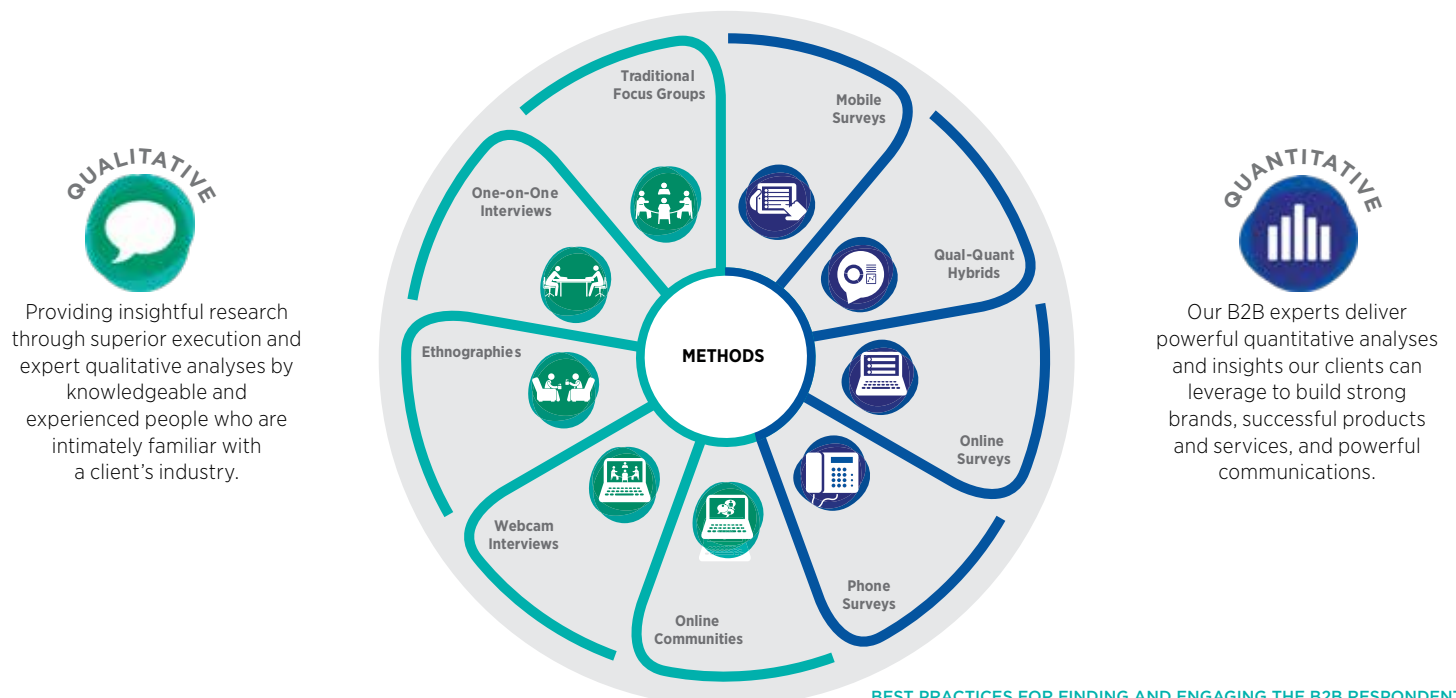 QUALITATIVE
Providing insightful research
through superior execution and
expert qualitative analyses by
knowledgeable and
experienced people who are
intimately familiar with
a client's industry.
Traditional
Focus Groups
One-on-One
Interviews
Ethnographies
Webcam
Interviews
Online
Communities
METHODS
Mobile
Surveys
Qual-Quant
Hybrids
Online
Surveys
Phone
Surveys
QUANTITATIVE
Our B2B experts deliver
powerful quantitative analyses
and insights our clients can
leverage to build strong
brands, successful products
and services, and powerful
communications.
BEST PRACTICES FOR FINDING AND ENGAGING THE B2B RESPONDENT